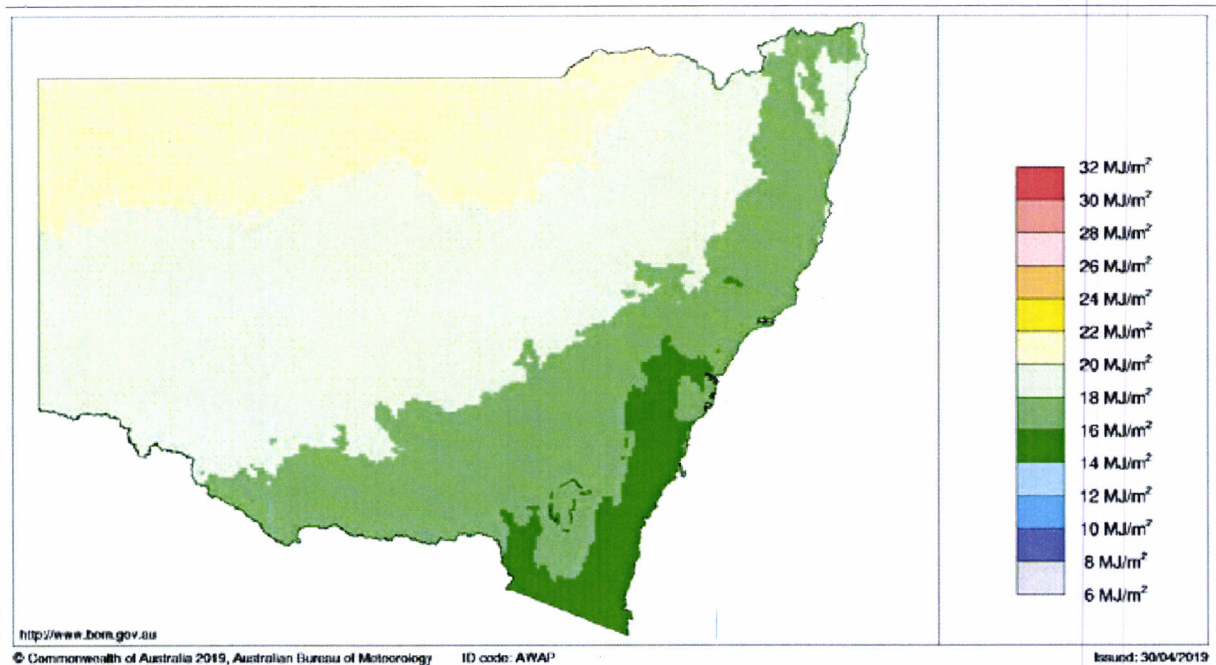 32 MJ/m²
30 MJ/m²
28 MJ/m²
26 MJ/m²
24 MJ/m²
22 MJ/m²
20 MJ/m²
18 MJ/m²
16 MJ/m²
14 MJ/m²
12 MJ/m²
10 MJ/m²
8 MJ/m²
6 MJ/m²
http://www.bom.gov.au
© Commonwealth of Australia 2019, Australian Bureau of Meteorology ID code: AWAP Issued: 30/04/2019